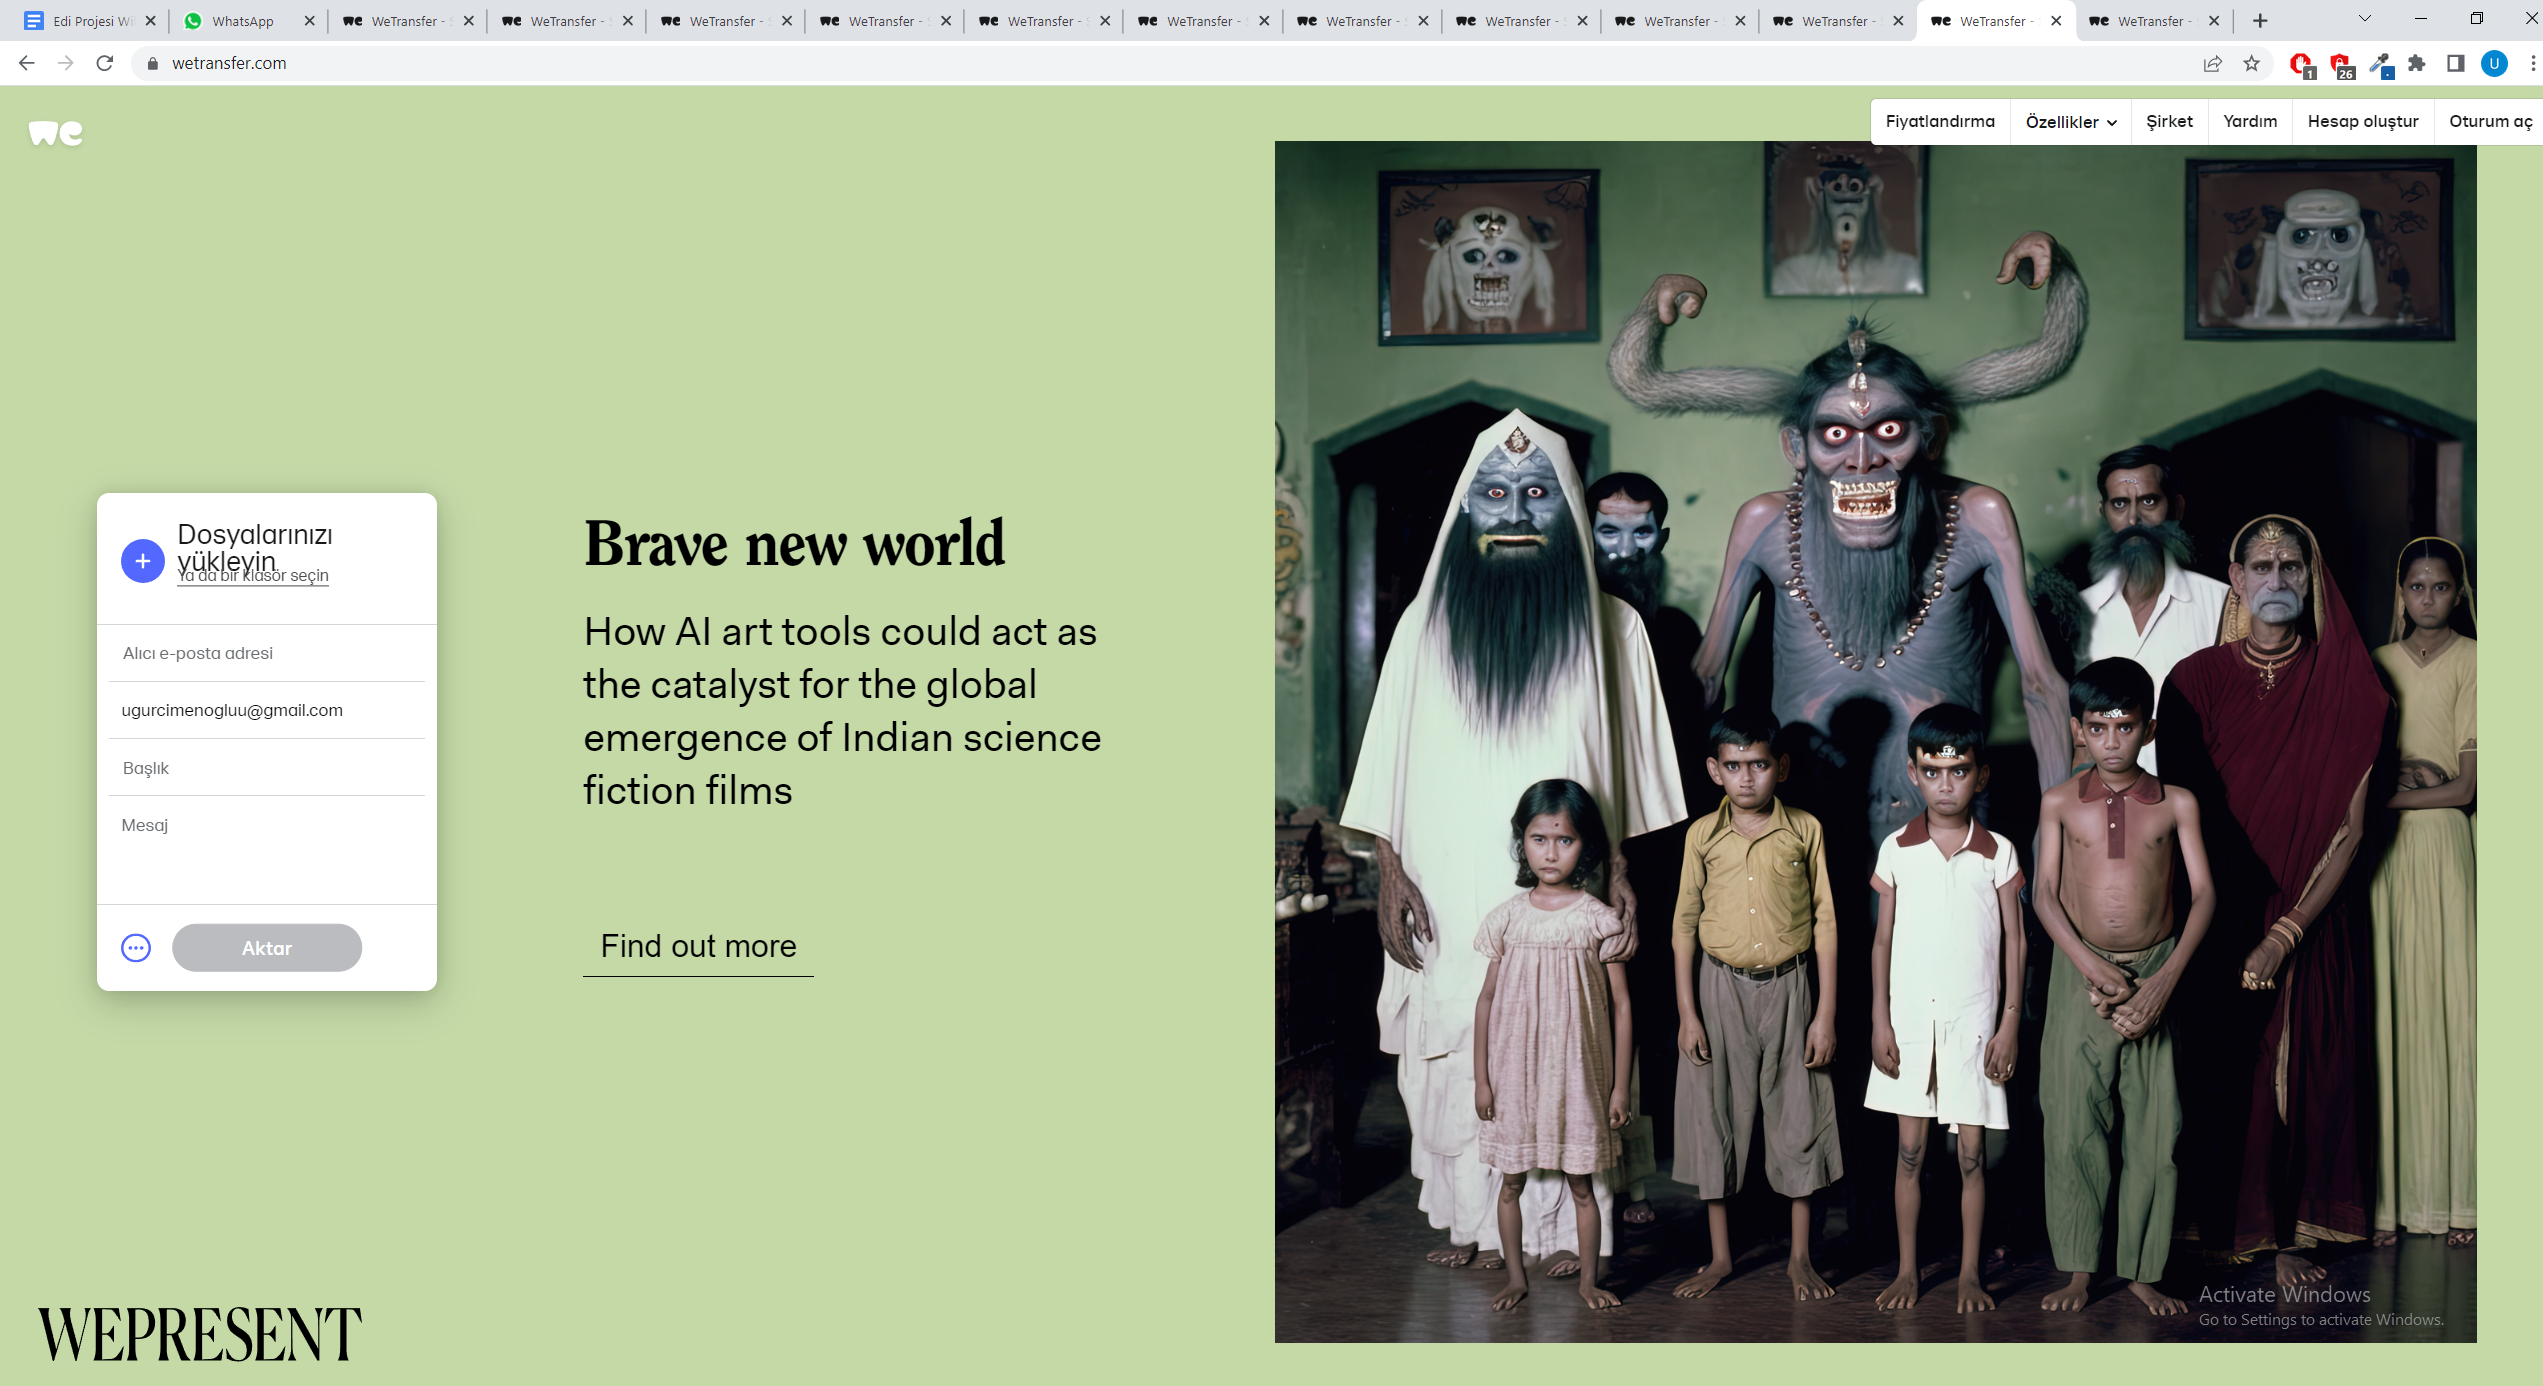 Edi Projesi Wi
WhatsApp
WeTransfer -
WeTransfer -
WeTransfer -
WeTransfer -
WeTransfer -
WeTransfer -
WeTransfer -
WeTransfer -
WeTransfer -
WeTransfer -
WeTransfer -
WeTransfer -
wetransfer.com
1
26
U
we
Fiyatlandırma
Özellikler
Şirket
Yardım
Hesap oluştur
Oturum aç
Dosyalarınızı
yükleyin
Ya da bir klasör seçin
Alıcı e-posta adresi
ugurcimenogluu@gmail.com
Başlık
Mesaj
Aktar
Brave new world
How AI art tools could act as
the catalyst for the global
emergence of Indian science
fiction films
Find out more
WEPRESENT
Activate Windows
Go to Settings to activate Windows.